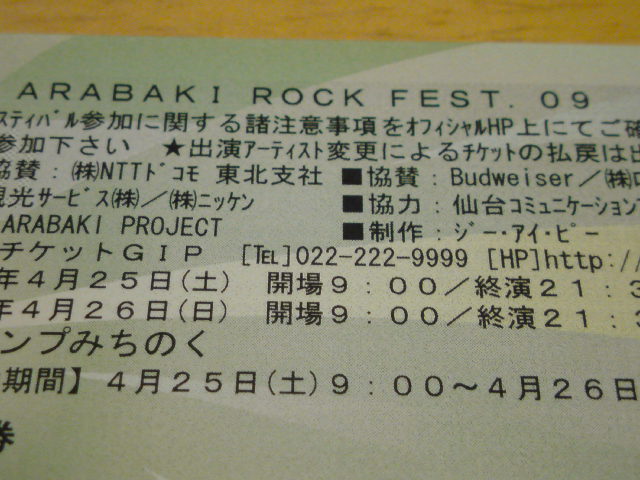 ARABAKI ROCK FEST. 09
スティバル参加に関する諸注意事項をオフィシャルHP上にてご確
参加下さい ★出演アーティスト変更によるチケットの払戻は出
協賛：㈱NTTドコモ 東北支社 ■協賛：Budweiser／㈱ロ
観光サービス㈱／㈱ニッケン ■協力：仙台コミュニケーション
ARABAKI PROJECT ■制作：ジー・アイ・ピー
チケットＧＩＰ [℡]022-222-9999 [HP]http://
年４月２５日(土) 開場９：００／終演２１：３
年４月２６日(日) 開場９：００／終演２１：３
ンプみちのく
期間】４月２５日(土)９：００～４月２６日
券